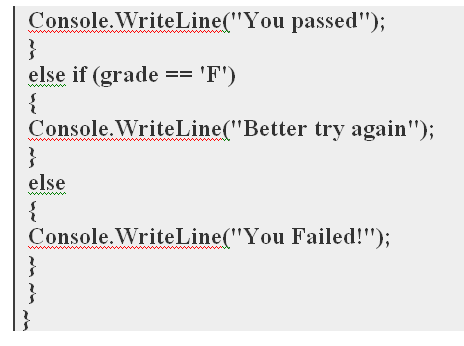 Console.WriteLine("You passed");
}
else if (grade == 'F')
{
Console.WriteLine("Better try again");
}
else
{
Console.WriteLine("You Failed!");
}
}
}